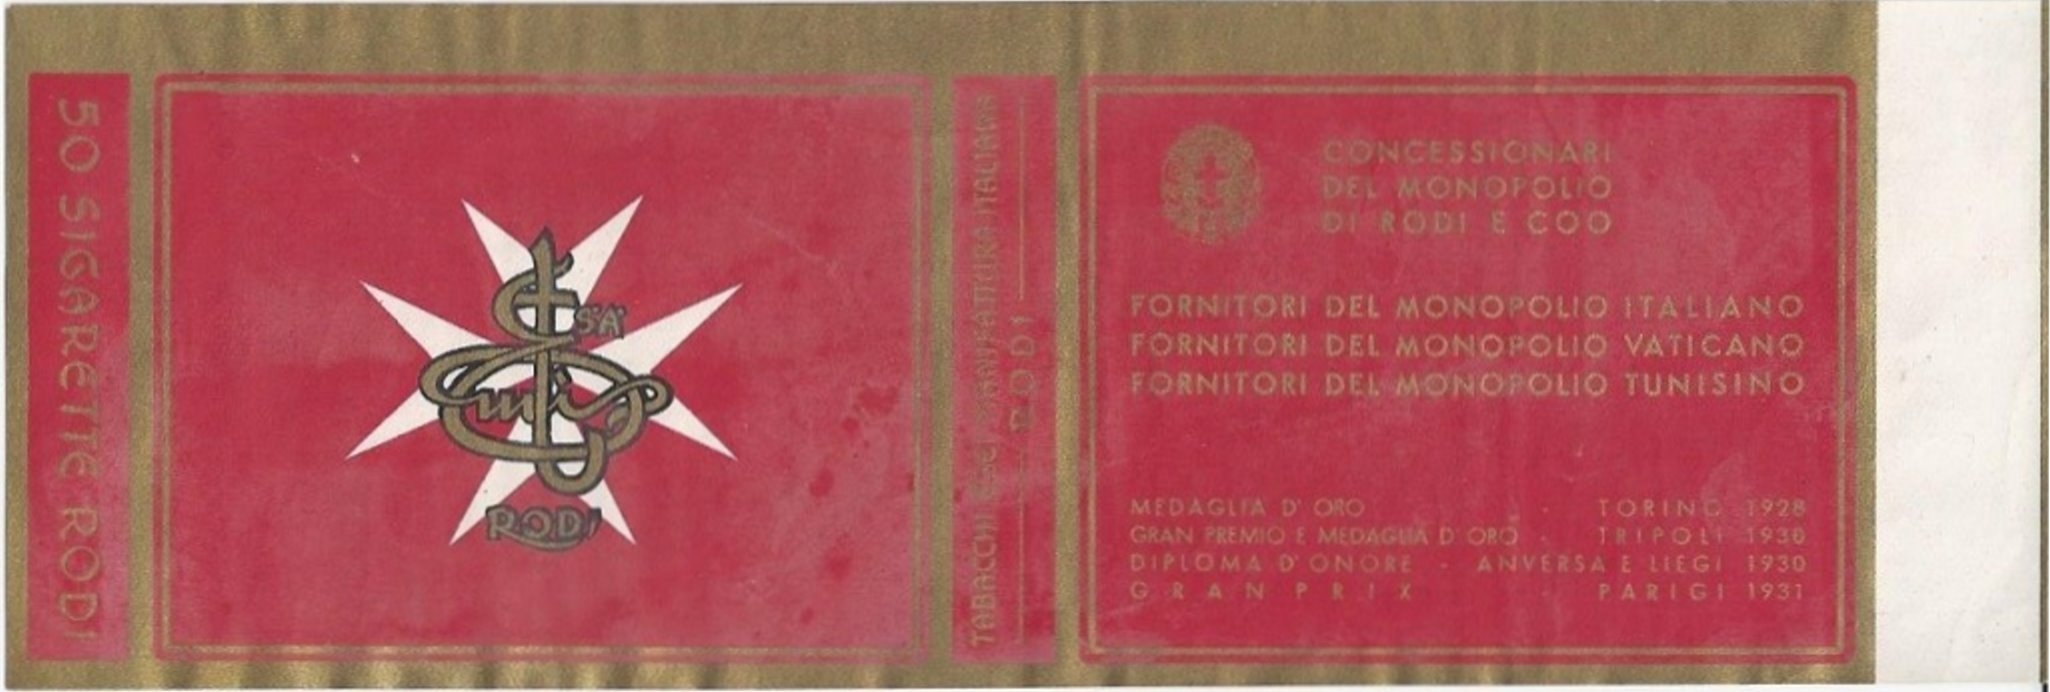 50 SIGARETTE RODI
S.A.
RODI
TABACCHI EGEI MANIFATTURA ITALIANA
RODI
CONCESSIONARI
DEL MONOPOLIO
DI RODI E COO
FORNITORI DEL MONOPOLIO ITALIANO
FORNITORI DEL MONOPOLIO VATICANO
FORNITORI DEL MONOPOLIO TUNISINO
MEDAGLIA D'ORO - TORINO 1928
GRAN PREMIO E MEDAGLIA D'ORO - TRIPOLI 1930
DIPLOMA D'ONORE - ANVERSA E LIEGI 1930
GRAN PRIX - PARIGI 1931